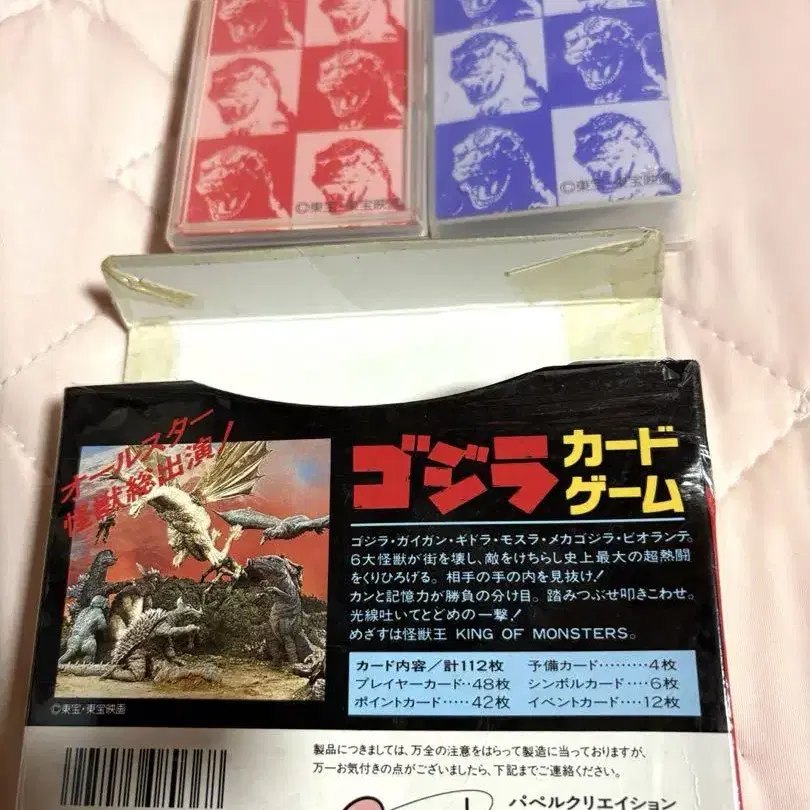 ©東宝・東宝映画
©東宝・東宝映画
オールスター
怪獣総出演!
ゴジラ
カード
ゲーム
ゴジラ・ガイガン・ギドラ・モスラ・メカゴジラ・ビオランテ。
6大怪獣が街を壊し、敵をけちらし史上最大の超熱闘
をくりひろげる。相手の手の内を見抜け!
カンと記憶力が勝負の分け目。踏みつぶせ叩きこわせ。
光線吐いてとどめの一撃!
めざすは怪獣王 KING OF MONSTERS。
カード内容/計112枚 予備カード………4枚
プレイヤーカード‥48枚 シンボルカード……6枚
ポイントカード……42枚 イベントカード…12枚
©東宝・東宝映画
製品につきましては、万全の注意をはらって製造に当っておりますが、
万一お気付きの点がございましたら、下記までご連絡ください。
パペルクリエイション